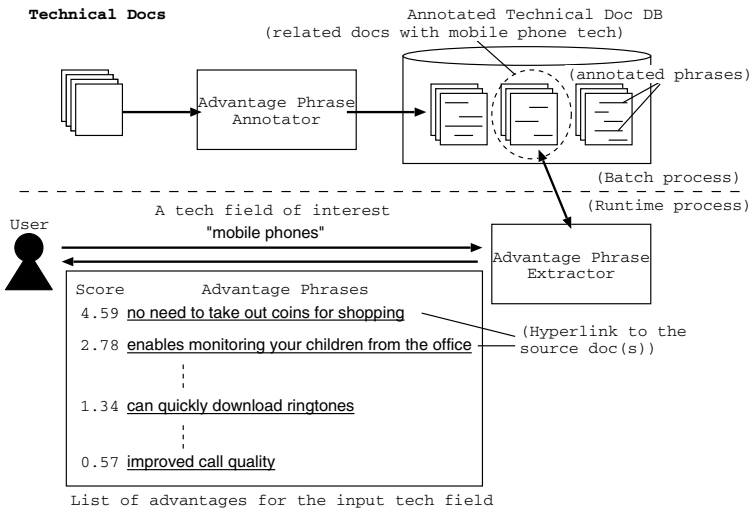 Technical Docs
Annotated Technical Doc DB
(related docs with mobile phone tech)
(annotated phrases)
Advantage Phrase
Annotator
(Batch process)
(Runtime process)
User
A tech field of interest
"mobile phones"
Advantage Phrase
Extractor
Score Advantage Phrases
4.59 no need to take out coins for shopping
2.78 enables monitoring your children from the office
(Hyperlink to the
source doc(s))
1.34 can quickly download ringtones
0.57 improved call quality
List of advantages for the input tech field